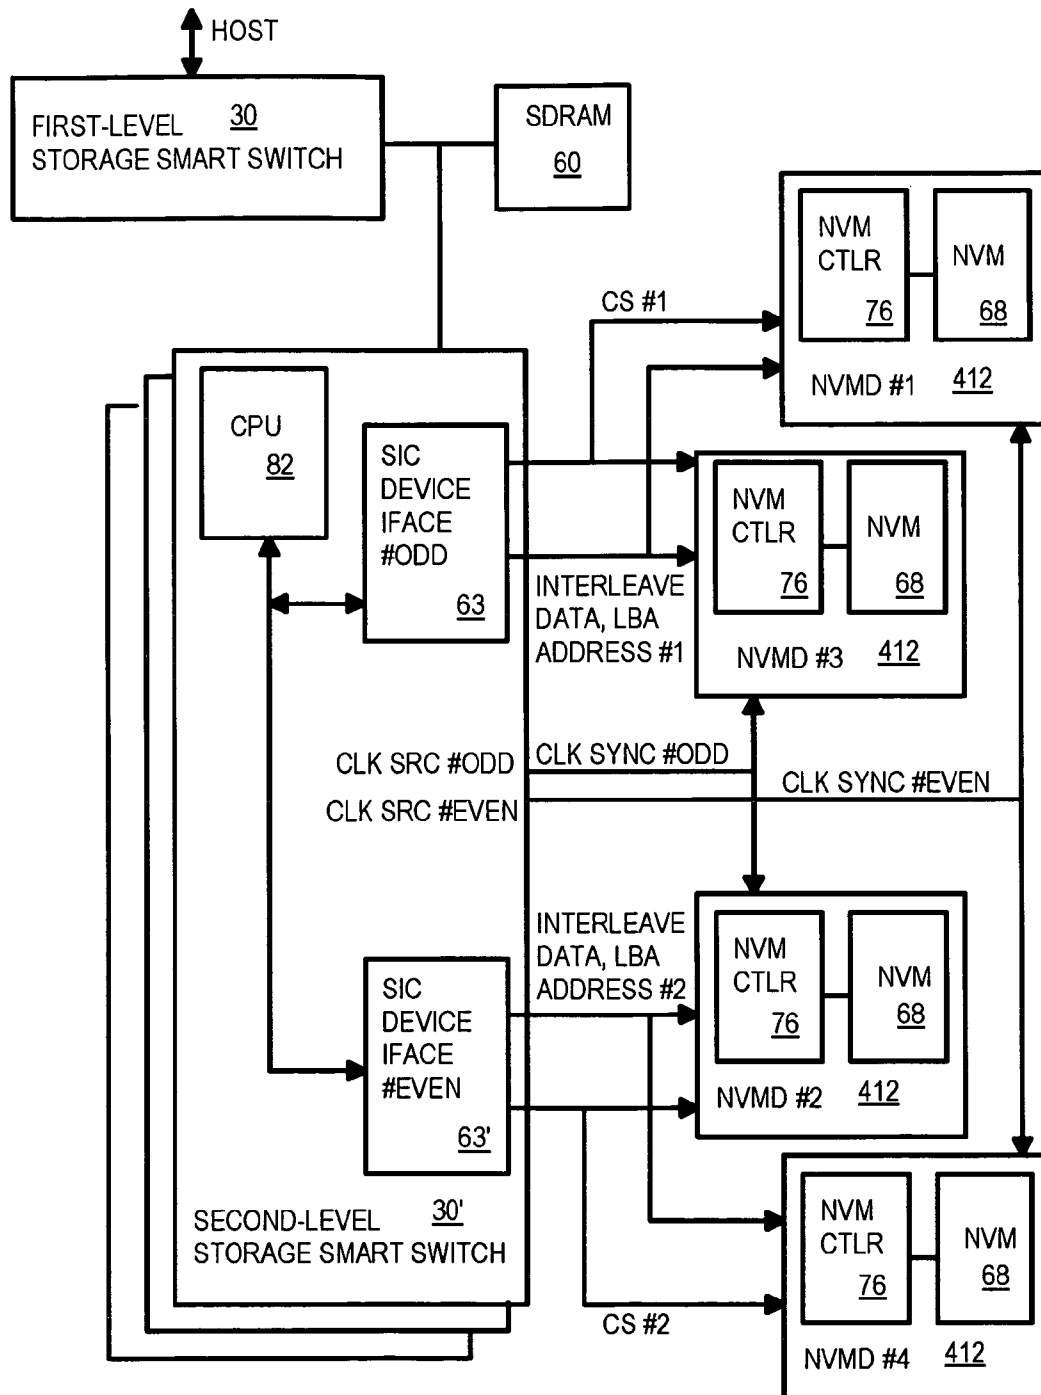 HOST
FIRST-LEVEL 30
STORAGE SMART SWITCH
SDRAM
60
NVM
CTLR
76
NVM
68
NVMD #1 412
CS #1
CPU
82
SIC
DEVICE
IFACE
#ODD
63
NVM
CTLR
76
NVM
68
NVMD #3 412
INTERLEAVE
DATA, LBA
ADDRESS #1
CLK SRC #ODD
CLK SYNC #ODD
CLK SRC #EVEN
CLK SYNC #EVEN
INTERLEAVE
DATA, LBA
ADDRESS #2
NVM
CTLR
76
NVM
68
NVMD #2 412
SIC
DEVICE
IFACE
#EVEN
63'
SECOND-LEVEL 30'
STORAGE SMART SWITCH
CS #2
NVM
CTLR
76
NVM
68
NVMD #4 412